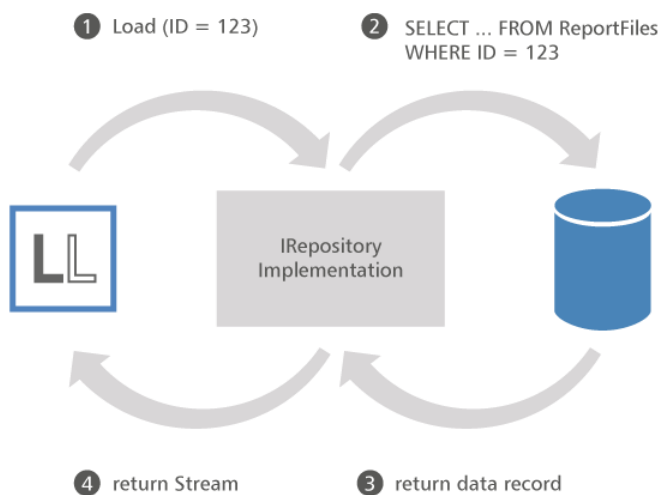 1 Load (ID = 123)
2 SELECT ... FROM ReportFiles
WHERE ID = 123
LL
IRepository
Implementation
4 return Stream
3 return data record